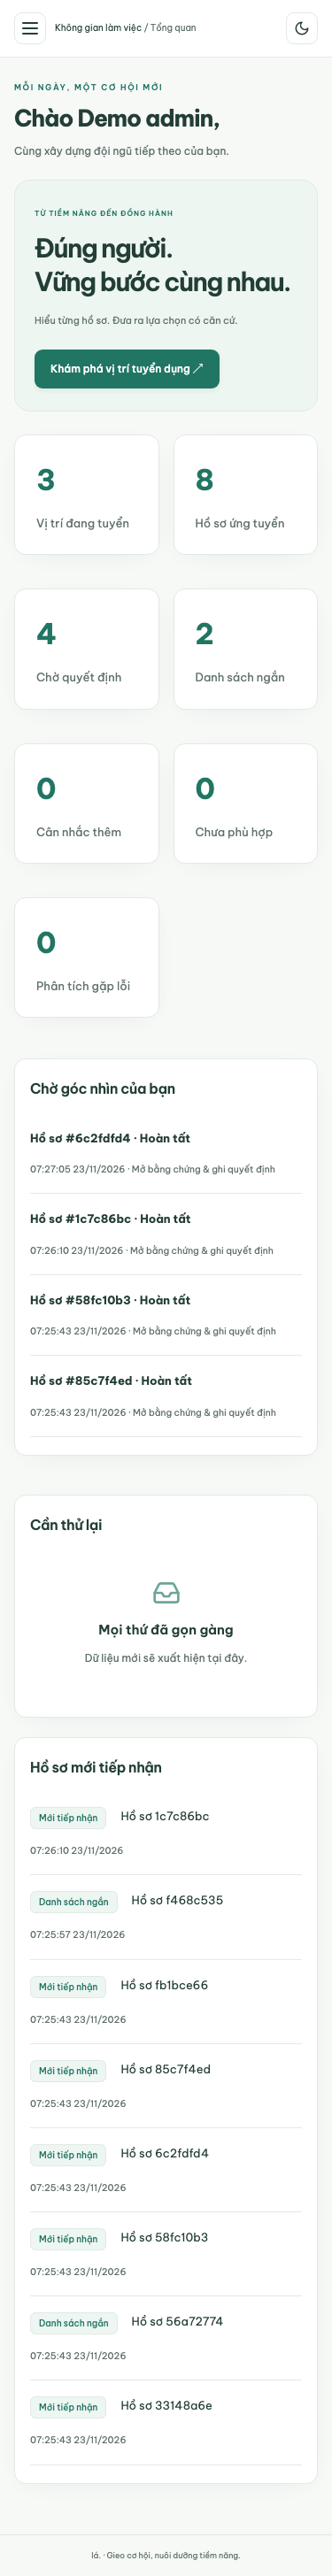 Không gian làm việc / Tổng quan
MỖI NGÀY, MỘT CƠ HỘI MỚI
Chào Demo admin,
Cùng xây dựng đội ngũ tiếp theo của bạn.
TỪ TIỀM NĂNG ĐẾN ĐỒNG HÀNH
Đúng người.
Vững bước cùng nhau.
Hiểu từng hồ sơ. Đưa ra lựa chọn có căn cứ.
Khám phá vị trí tuyển dụng ↗
3
Vị trí đang tuyển
8
Hồ sơ ứng tuyển
4
Chờ quyết định
2
Danh sách ngắn
0
Cân nhắc thêm
0
Chưa phù hợp
0
Phân tích gặp lỗi
Chờ góc nhìn của bạn
Hồ sơ #6c2fdfd4 · Hoàn tất
07:27:05 23/11/2026 · Mở bằng chứng & ghi quyết định
Hồ sơ #1c7c86bc · Hoàn tất
07:26:10 23/11/2026 · Mở bằng chứng & ghi quyết định
Hồ sơ #58fc10b3 · Hoàn tất
07:25:43 23/11/2026 · Mở bằng chứng & ghi quyết định
Hồ sơ #85c7f4ed · Hoàn tất
07:25:43 23/11/2026 · Mở bằng chứng & ghi quyết định
Cần thử lại
Mọi thứ đã gọn gàng
Dữ liệu mới sẽ xuất hiện tại đây.
Hồ sơ mới tiếp nhận
Mới tiếp nhận Hồ sơ 1c7c86bc
07:26:10 23/11/2026
Danh sách ngắn Hồ sơ f468c535
07:25:57 23/11/2026
Mới tiếp nhận Hồ sơ fb1bce66
07:25:43 23/11/2026
Mới tiếp nhận Hồ sơ 85c7f4ed
07:25:43 23/11/2026
Mới tiếp nhận Hồ sơ 6c2fdfd4
07:25:43 23/11/2026
Mới tiếp nhận Hồ sơ 58fc10b3
07:25:43 23/11/2026
Danh sách ngắn Hồ sơ 56a72774
07:25:43 23/11/2026
Mới tiếp nhận Hồ sơ 33148a6e
07:25:43 23/11/2026
lá. · Gieo cơ hội, nuôi dưỡng tiềm năng.